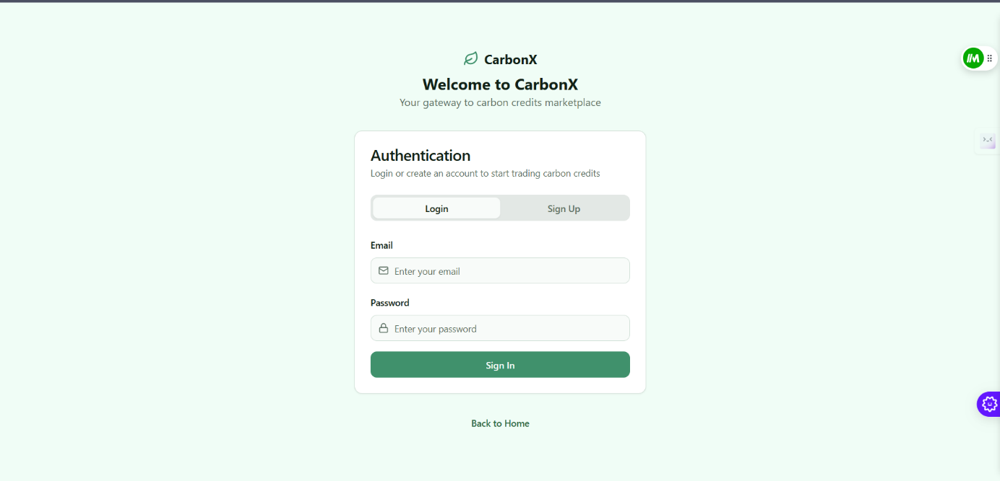 CarbonX
Welcome to CarbonX
Your gateway to carbon credits marketplace
Authentication
Login or create an account to start trading carbon credits
Login
Sign Up
Email
Enter your email
Password
Enter your password
Sign In
Back to Home